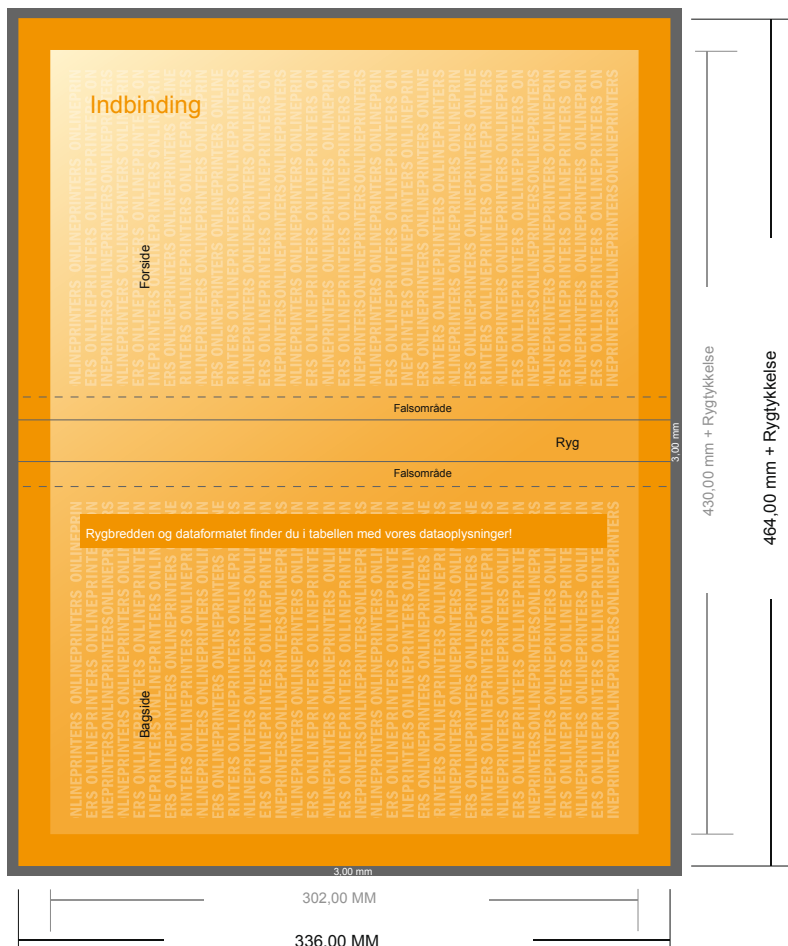 Indbinding
Forside
Falsområde
Ryg
Falsområde
Rygbredden og dataformatet finder du i tabellen med vores dataoplysninger!
Bagside
3,00 mm
3,00 mm
430,00 mm + Rygtykkelse
464,00 mm + Rygtykkelse
302,00 MM
336,00 MM